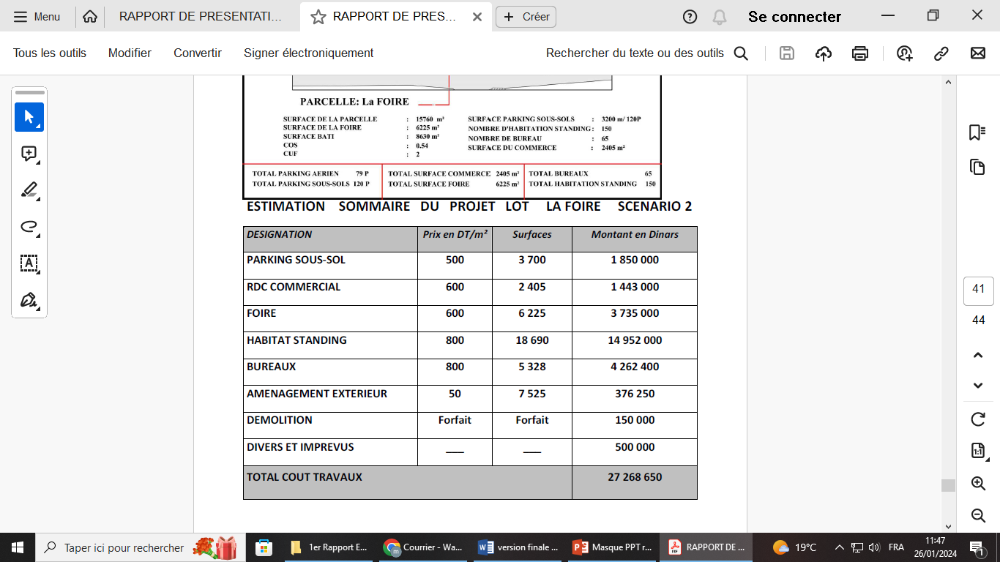 Menu
RAPPORT DE PRESENTATI...
RAPPORT DE PRES...
Créer
Se connecter
Tous les outils
Modifier
Convertir
Signer électroniquement
Rechercher du texte ou des outils
PARCELLE: La FOIRE
SURFACE DE LA PARCELLE : 15760 m²
SURFACE DE LA FOIRE : 6225 m²
SURFACE BATI : 8630 m²
COS : 0.54
CUF : 2
SURFACE PARKING SOUS-SOLS : 3200 m/ 120P
NOMBRE D'HABITATION STANDING : 150
NOMBRE DE BUREAU : 65
SURFACE DU COMMERCE : 2405 m²
TOTAL PARKING AERIEN 79 P
TOTAL PARKING SOUS-SOLS 120 P
TOTAL SURFACE COMMERCE 2405 m²
TOTAL SURFACE FOIRE 6225 m²
TOTAL BUREAUX 65
TOTAL HABITATION STANDING 150
ESTIMATION SOMMAIRE DU PROJET LOT LA FOIRE SCENARIO 2
DESIGNATION Prix en DT/m² Surfaces Montant en Dinars
PARKING SOUS-SOL 500 3 700 1 850 000
RDC COMMERCIAL 600 2 405 1 443 000
FOIRE 600 6 225 3 735 000
HABITAT STANDING 800 18 690 14 952 000
BUREAUX 800 5 328 4 262 400
AMENAGEMENT EXTERIEUR 50 7 525 376 250
DEMOLITION Forfait Forfait 150 000
DIVERS ET IMPREVUS ___ ___ 500 000
TOTAL COUT TRAVAUX 27 268 650
41
44
1:1
Taper ici pour rechercher
1er Rapport E...
Courrier - Wa...
version finale ...
Masque PPT r...
RAPPORT DE ...
19°C
FRA
11:47
26/01/2024
1